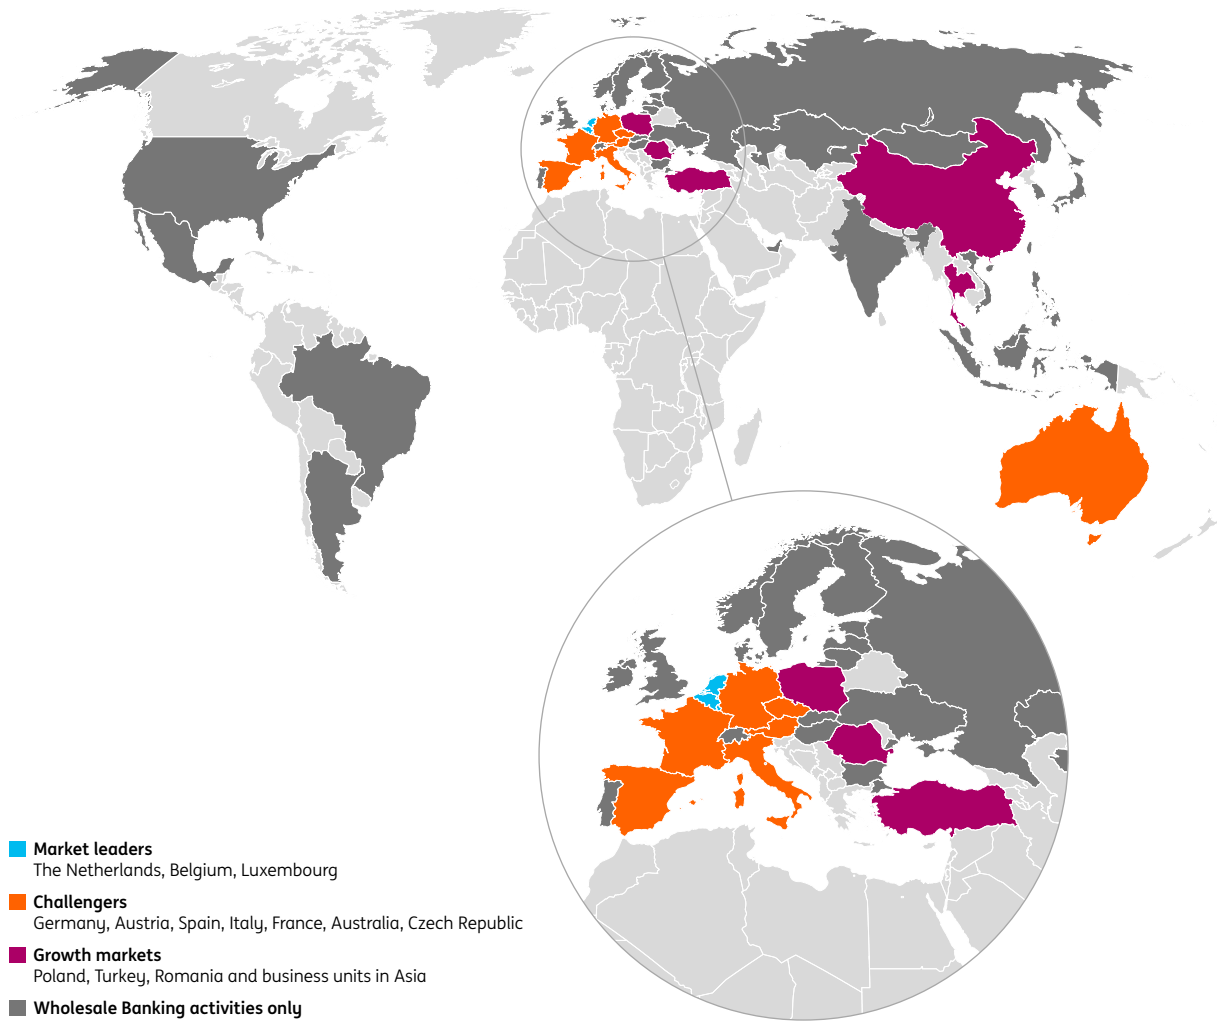 Market leaders
The Netherlands, Belgium, Luxembourg
Challengers
Germany, Austria, Spain, Italy, France, Australia, Czech Republic
Growth markets
Poland, Turkey, Romania and business units in Asia
Wholesale Banking activities only